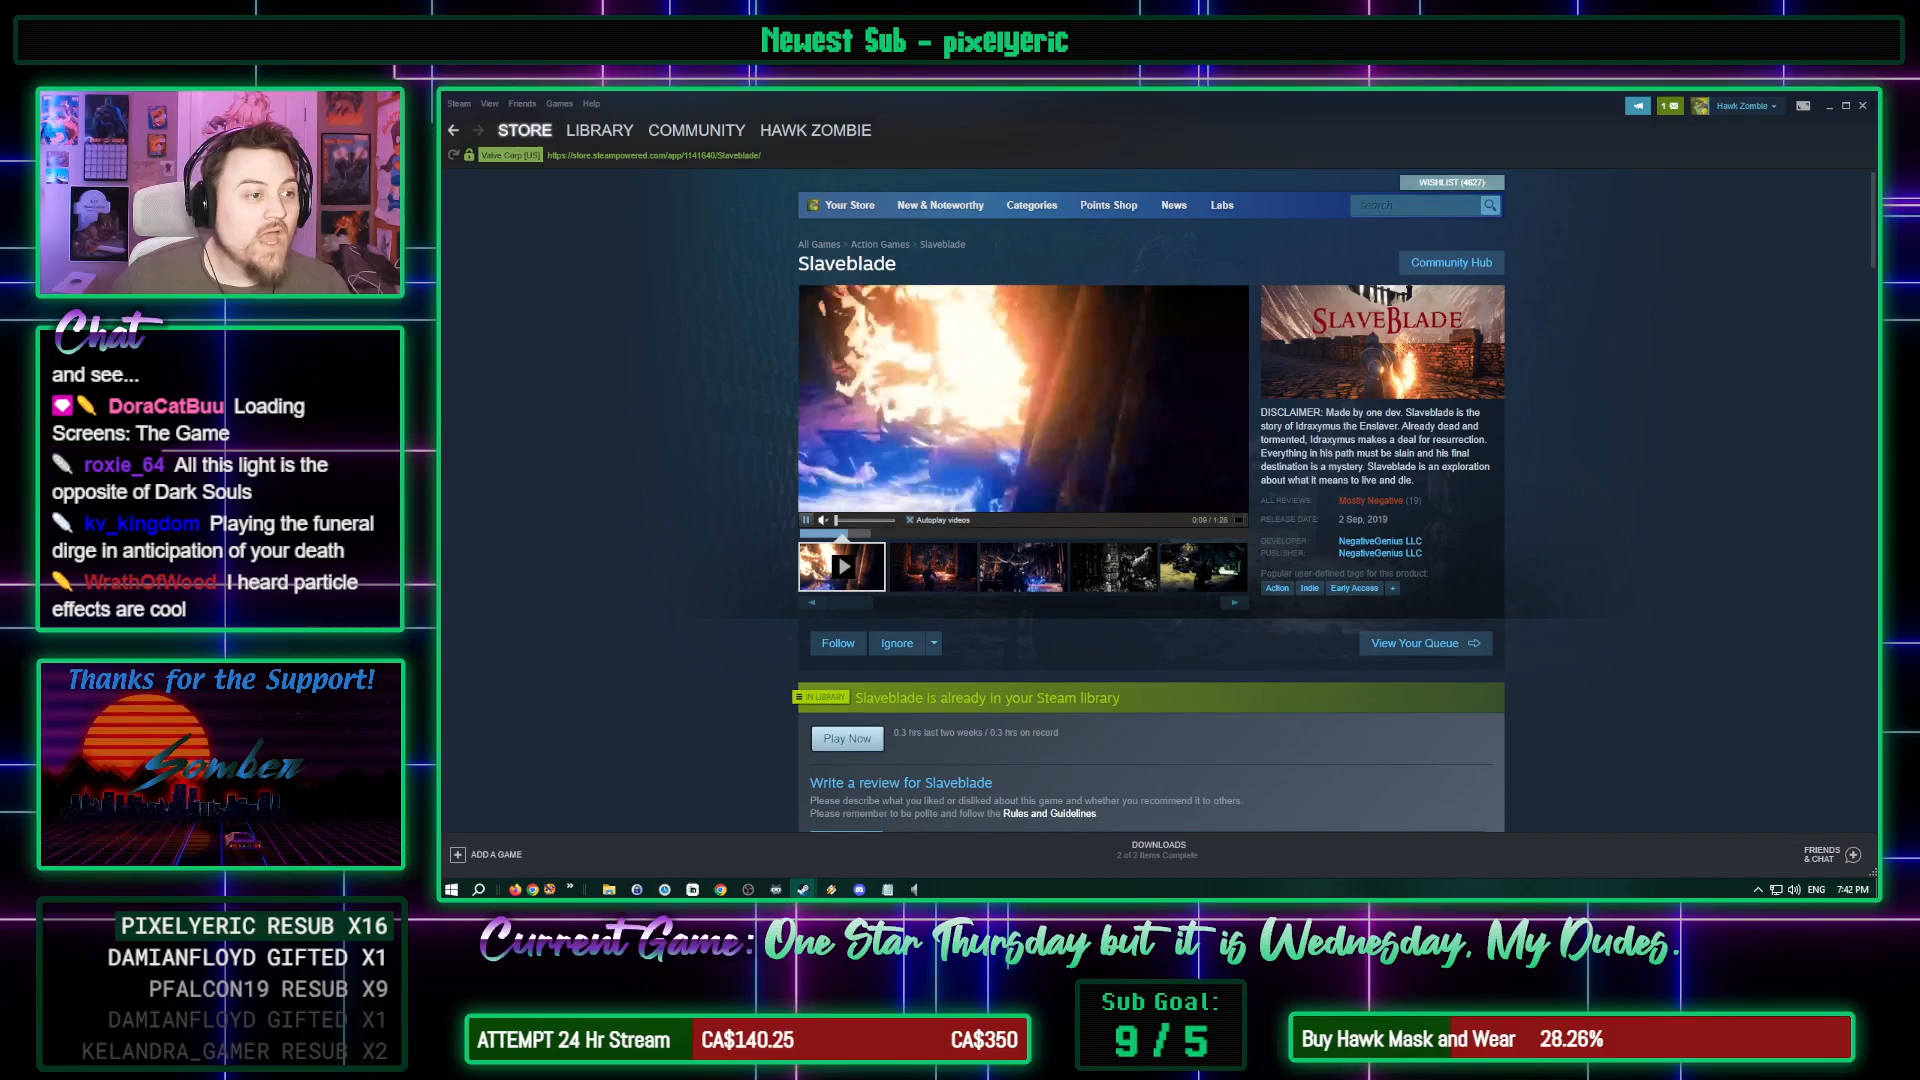 Newest Sub - pixelyeric
Steam View Friends Games Help
1
Hawk Zombie
STORE LIBRARY COMMUNITY HAWK ZOMBIE
Valve Corp [US] https://store.steampowered.com/app/1141640/Slaveblade/
WISHLIST (4627)
Your Store New & Noteworthy Categories Points Shop News Labs
search
All Games > Action Games > Slaveblade
Slaveblade
Community Hub
SLAVEBLADE
DISCLAIMER: Made by one dev. Slaveblade is the
story of Idraxymus the Enslaver. Already dead and
tormented, Idraxymus makes a deal for resurrection.
Everything in his path must be slain and his final
destination is a mystery. Slaveblade is an exploration
about what it means to live and die.
ALL REVIEWS: Mostly Negative (19)
RELEASE DATE: 2 Sep, 2019
DEVELOPER: NegativeGenius LLC
PUBLISHER: NegativeGenius LLC
Popular user-defined tags for this product:
Action Indie Early Access +
Autoplay videos
0:09 / 1:28
Follow Ignore
View Your Queue
IN LIBRARY Slaveblade is already in your Steam library
Play Now
0.3 hrs last two weeks / 0.3 hrs on record
Write a review for Slaveblade
Please describe what you liked or disliked about this game and whether you recommend it to others.
Please remember to be polite and follow the Rules and Guidelines.
ADD A GAME
DOWNLOADS
2 of 2 Items Complete
FRIENDS
& CHAT
ENG 7:42 PM
Chat
and see...
DoraCatBuu Loading
Screens: The Game
roxie_64 All this light is the
opposite of Dark Souls
kv_kingdom Playing the funeral
dirge in anticipation of your death
WrathOfWood I heard particle
effects are cool
Thanks for the Support!
Somber
PIXELYERIC RESUB X16
DAMIANFLOYD GIFTED X1
PFALCON19 RESUB X9
DAMIANFLOYD GIFTED X1
KELANDRA_GAMER RESUB X2
Current Game: One Star Thursday but it is Wednesday, My Dudes.
ATTEMPT 24 Hr Stream CA$140.25 CA$350
Sub Goal:
9 / 5
Buy Hawk Mask and Wear 28.26%